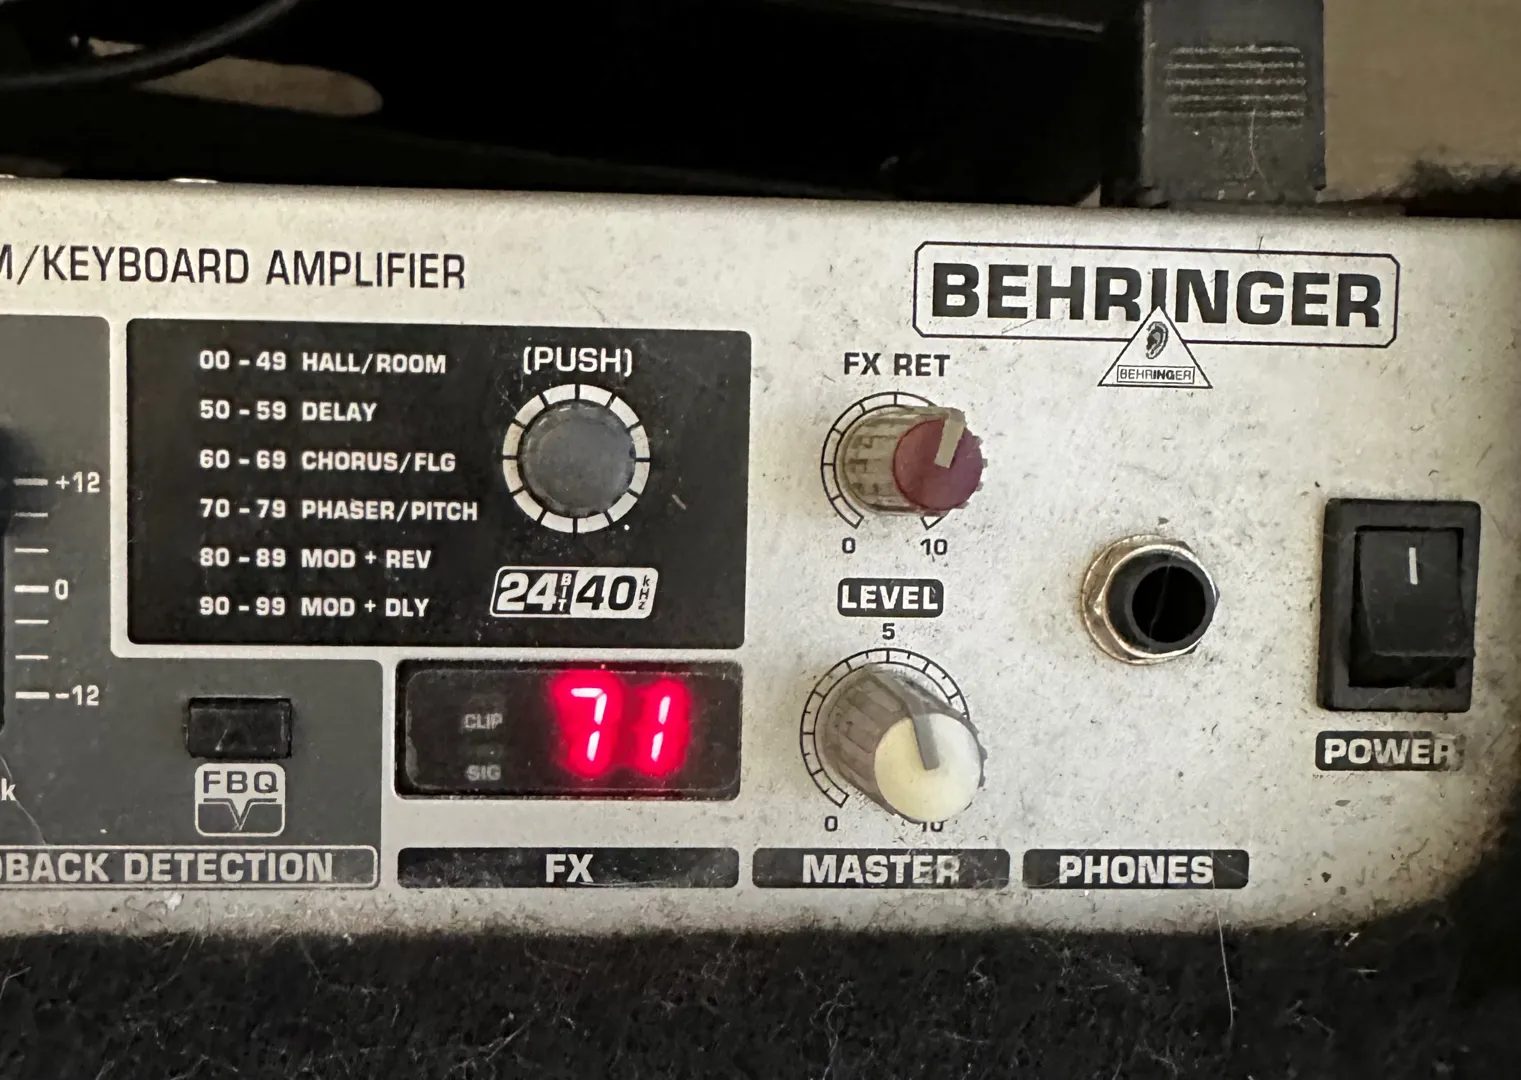 M/KEYBOARD AMPLIFIER
BEHRINGER
BEHRINGER
00 - 49 HALL/ROOM
50 - 59 DELAY
60 - 69 CHORUS/FLG
70 - 79 PHASER/PITCH
80 - 89 MOD + REV
90 - 99 MOD + DLY
(PUSH)
24 BIT 40 kHz
+12
0
-12
k
FBQ
BACK DETECTION
CLIP
SIG
71
FX
FX RET
0 10
LEVEL
5
0 10
MASTER
PHONES
POWER